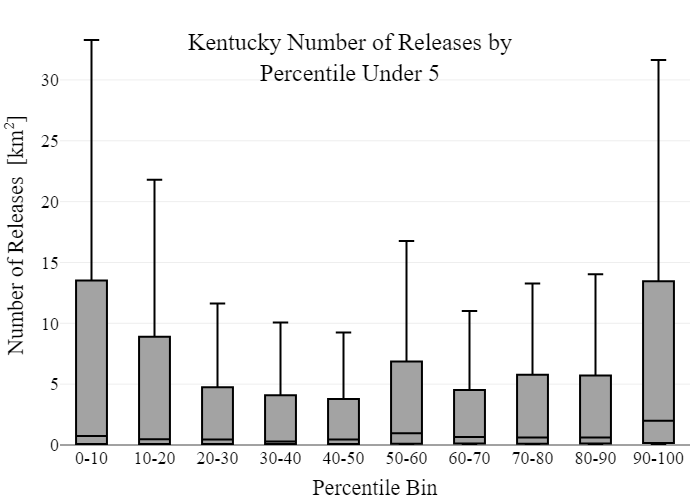 Kentucky Number of Releases by
Percentile Under 5
Number of Releases [km²]
30
25
20
15
10
5
0
0-10 10-20 20-30 30-40 40-50 50-60 60-70 70-80 80-90 90-100
Percentile Bin